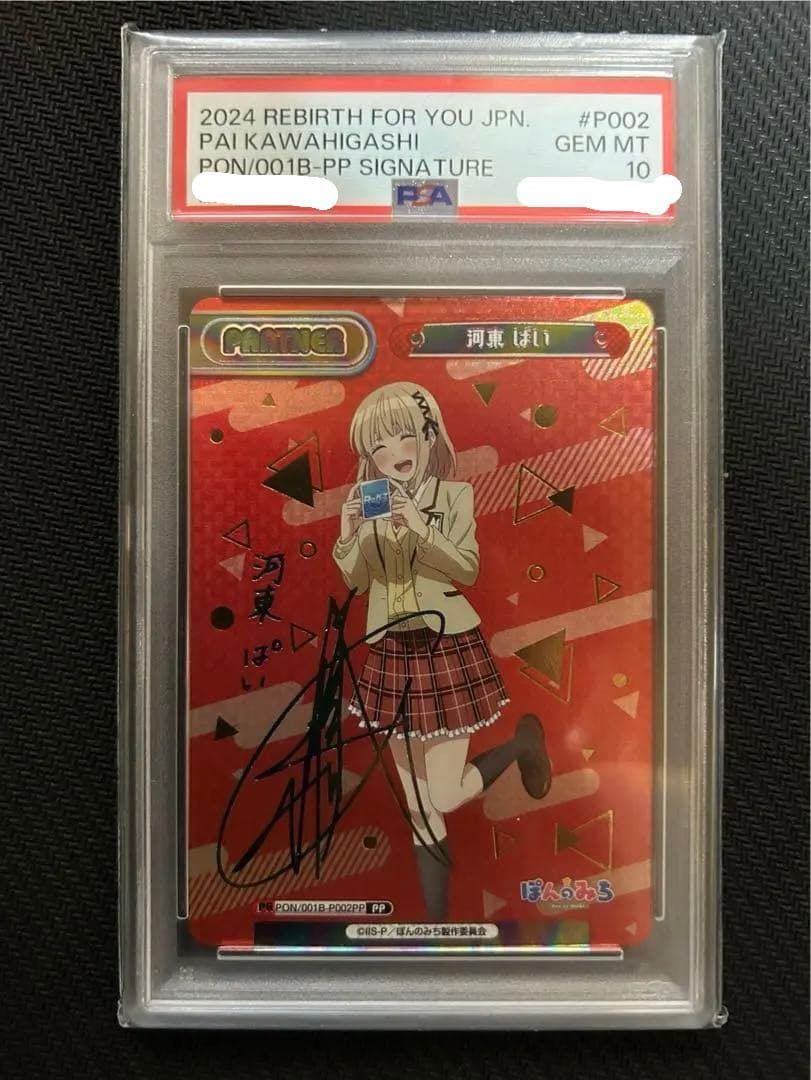 2024 REBIRTH FOR YOU JPN. #P002
PAI KAWAHIGASHI GEM MT
PON/001B-PP SIGNATURE 10
PSA
PARTNER
河東 ぱい
河東
ぱい
ぽんのみち
PON/001B-P002PP PP
©IIS-P／ぽんのみち製作委員会